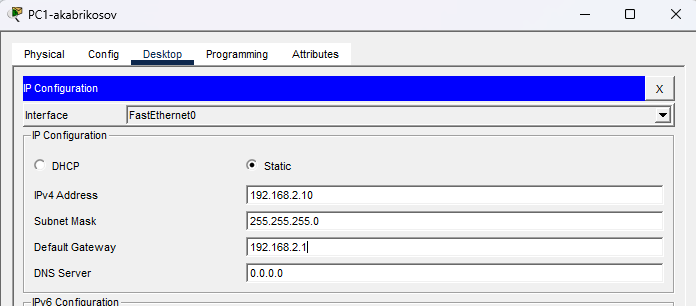 PC1-akabrikosov
Physical Config Desktop Programming Attributes
IP Configuration X
Interface FastEthernet0
IP Configuration
DHCP Static
IPv4 Address 192.168.2.10
Subnet Mask 255.255.255.0
Default Gateway 192.168.2.1
DNS Server 0.0.0.0
IPv6 Configuration